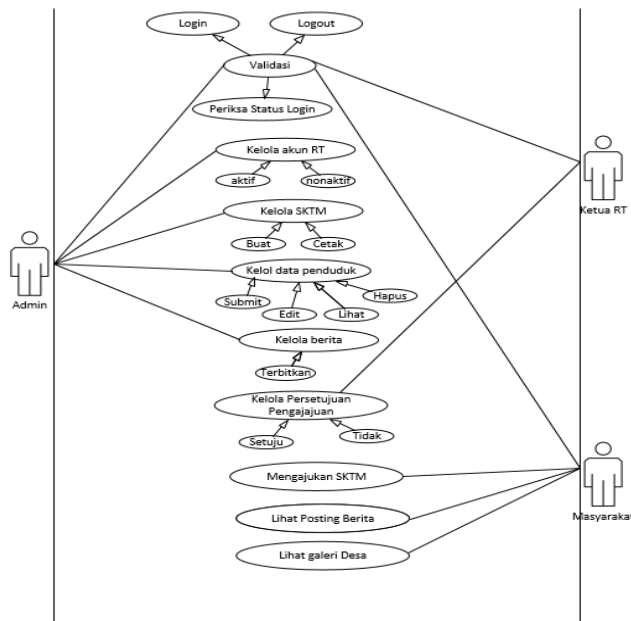 Login
Logout
Validasi
Periksa Status Login
Kelola akun RT
aktif
nonaktif
Ketua RT
Kelola SKTM
Buat
Cetak
Kelol data penduduk
Admin
Submit
Edit
Lihat
Hapus
Kelola berita
Terbitkan
Kelola Persetujuan
Pengajajuan
Setuju
Tidak
Mengajukan SKTM
Lihat Posting Berita
Masyarakat
Lihat galeri Desa